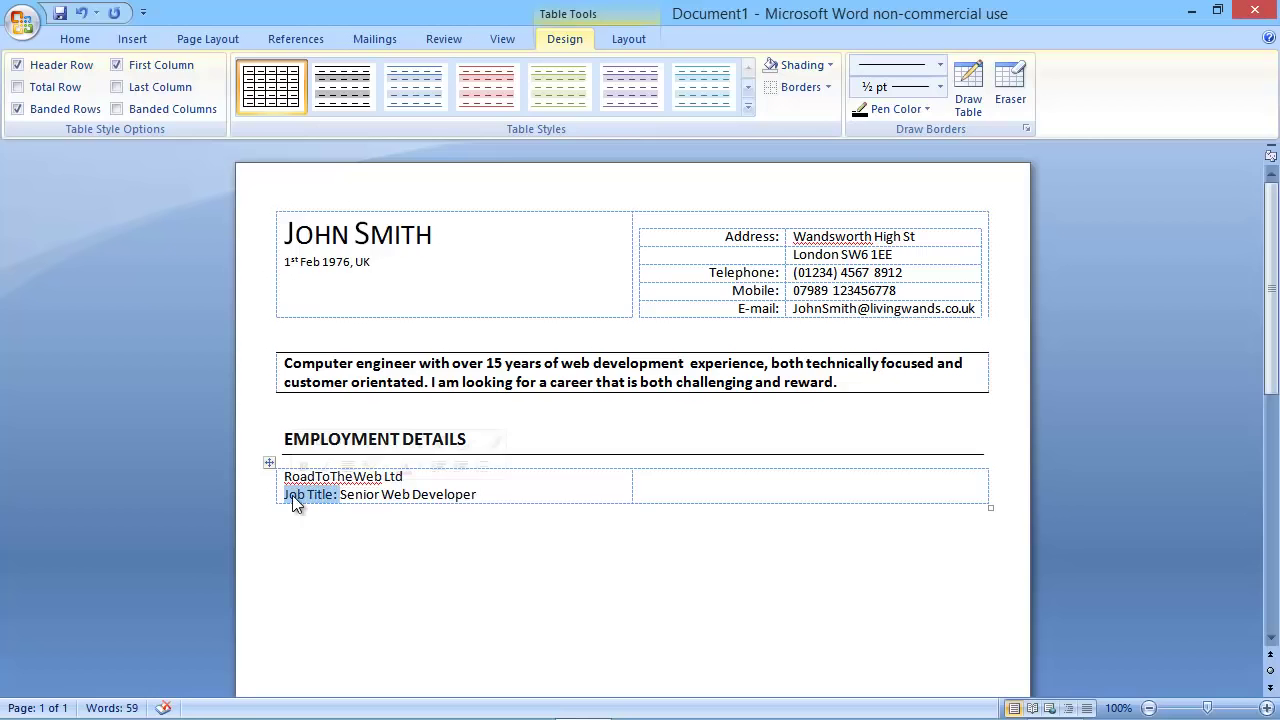 Table Tools
Document1 - Microsoft Word non-commercial use
Home Insert Page Layout References Mailings Review View Design Layout
Header Row First Column
Total Row Last Column
Banded Rows Banded Columns
Table Style Options
Table Styles
Shading
Borders
½ pt
Pen Color
Draw Table
Eraser
Draw Borders
JOHN SMITH
1st Feb 1976, UK
Address: Wandsworth High St
London SW6 1EE
Telephone: (01234) 4567 8912
Mobile: 07989 123456778
E-mail: JohnSmith@livingwands.co.uk
Computer engineer with over 15 years of web development experience, both technically focused and
customer orientated. I am looking for a career that is both challenging and reward.
EMPLOYMENT DETAILS
RoadToTheWeb Ltd
Job Title: Senior Web Developer
Page: 1 of 1 Words: 59 100%